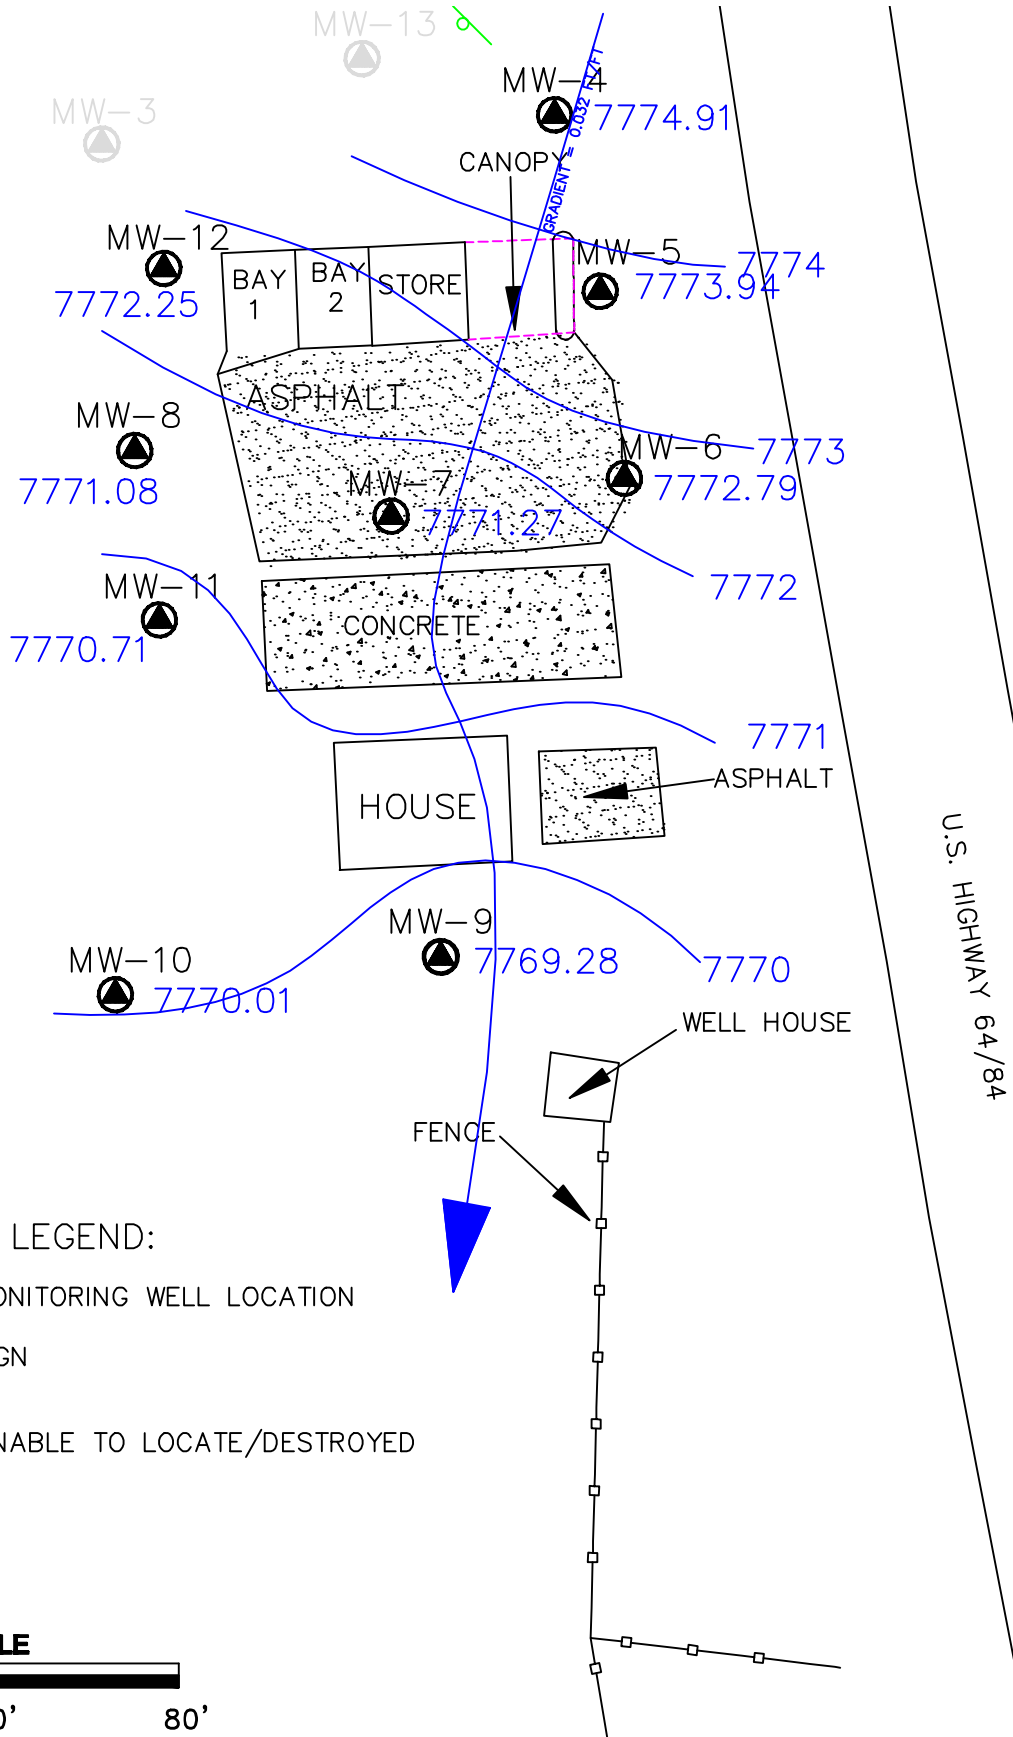 MW-13
MW-3
MW-4
7774.91
GRADIENT = 0.032 FT/FT
CANOPY
MW-12
7772.25
BAY 1
BAY 2
STORE
MW-5
7773.94
7774
ASPHALT
MW-8
7771.08
MW-7
7771.27
MW-6
7772.79
7773
7772
MW-11
7770.71
CONCRETE
7771
HOUSE
ASPHALT
MW-9
7769.28
MW-10
7770.01
7770
U.S. HIGHWAY 64/84
WELL HOUSE
FENCE
LEGEND:
ONITORING WELL LOCATION
GN
NABLE TO LOCATE/DESTROYED
LE
0'
80'